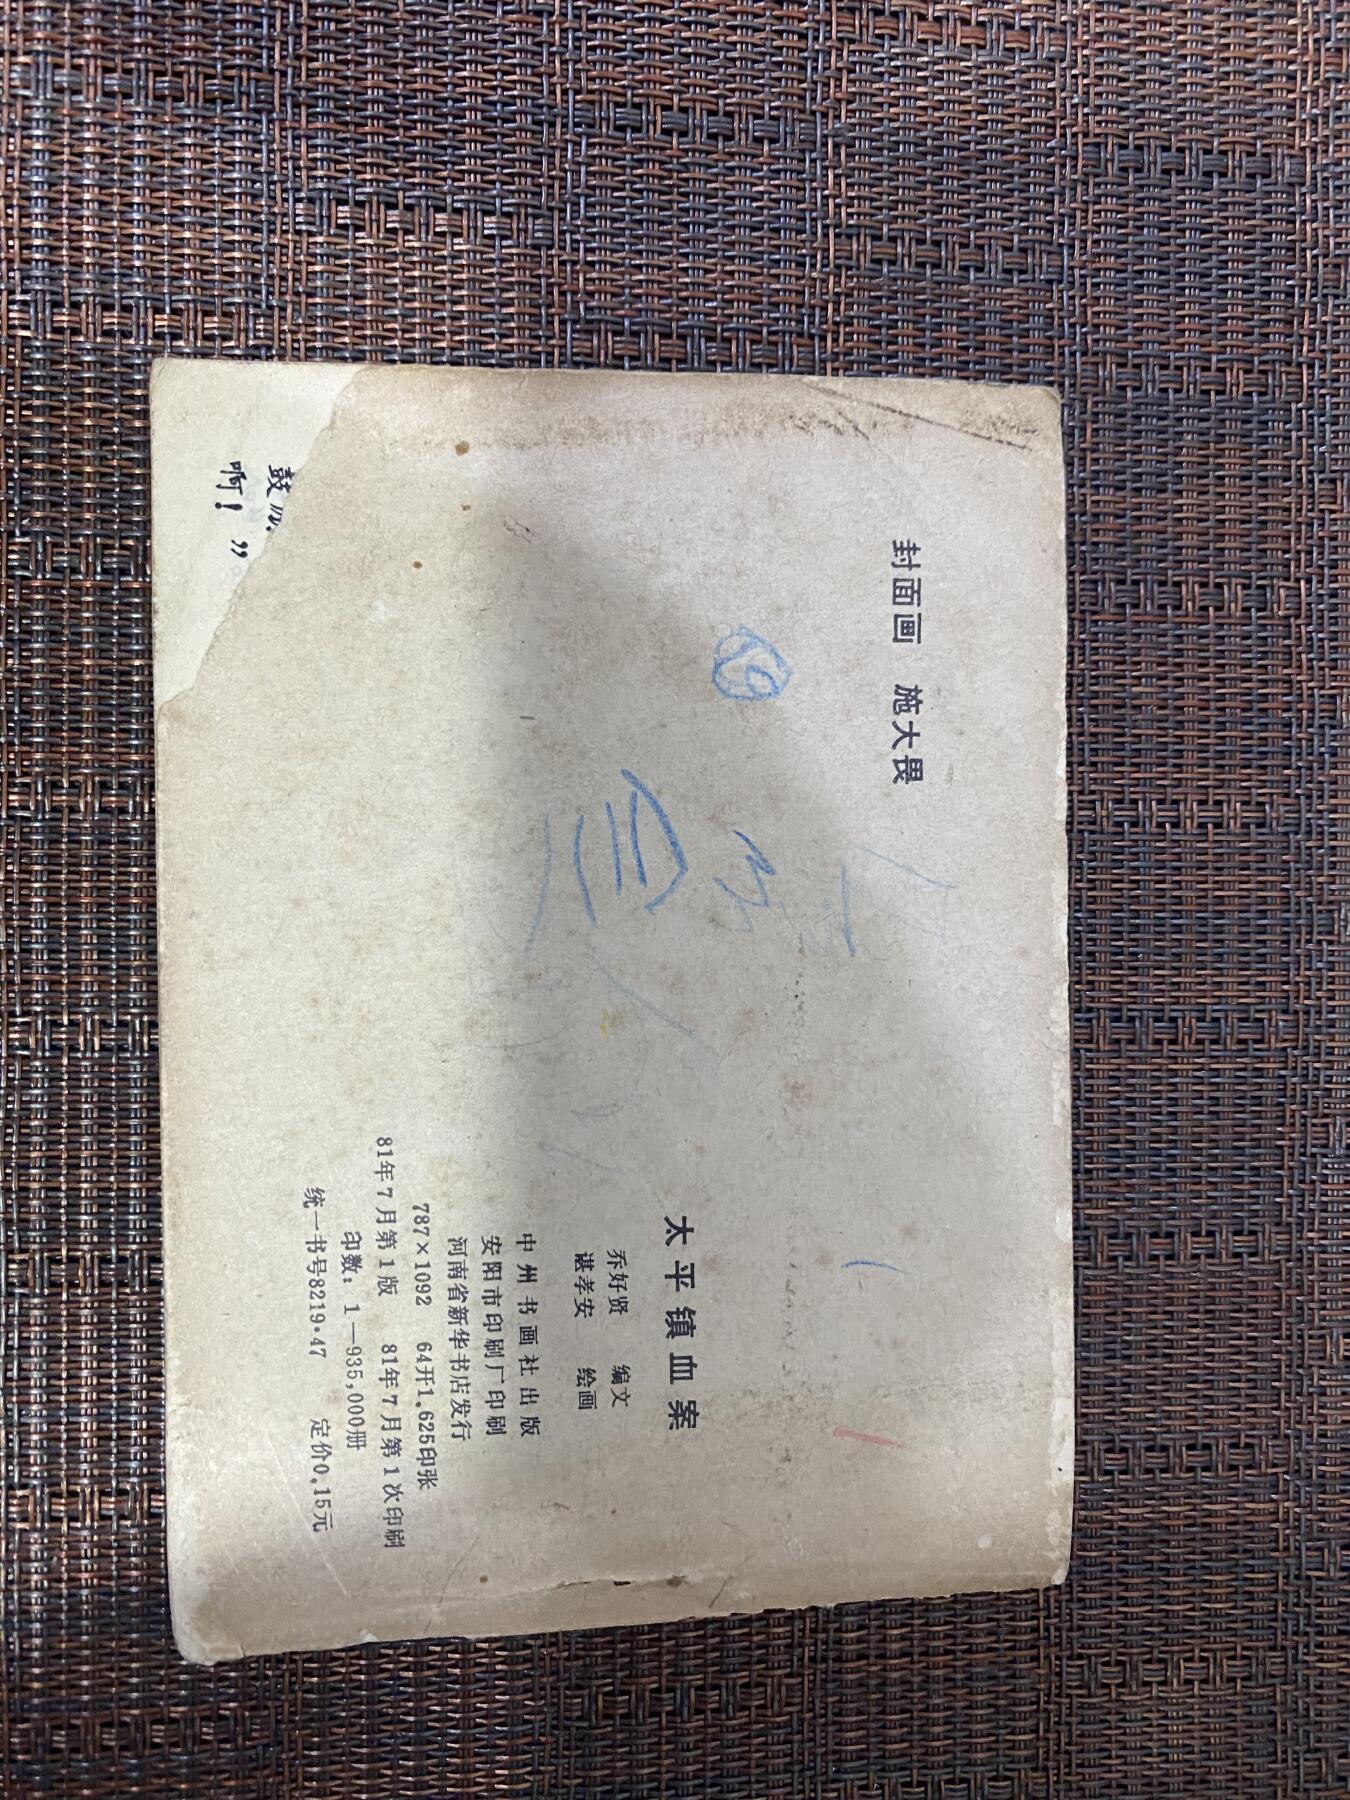 封面画 施大畏
59
太平镇血案
乔好贤 编文
谌孝安 绘画
中州书画社出版
安阳市印刷厂印刷
河南省新华书店发行
787×1092 64开1.625印张
81年7月第1版 81年7月第1次印刷
印数：1—935,000册
统一书号8219·47 定价0.15元
鼓
啊！”